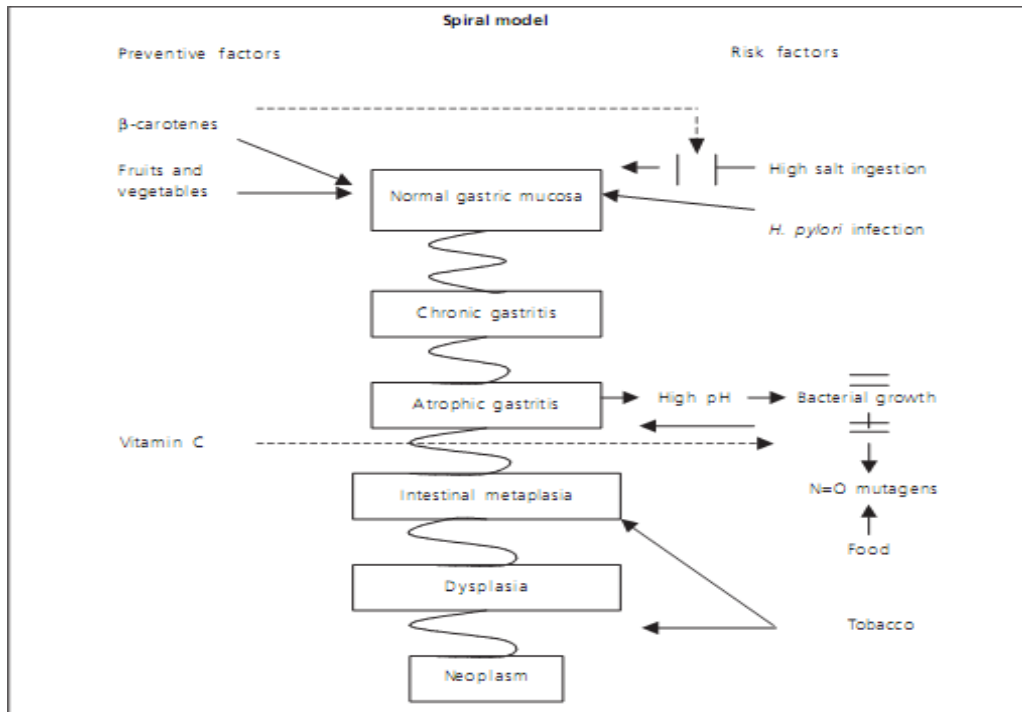 Spiral model
Preventive factors
Risk factors
β-carotenes
Fruits and
vegetables
Normal gastric mucosa
High salt ingestion
H. pylori infection
Chronic gastritis
Atrophic gastritis
High pH
Bacterial growth
Vitamin C
Intestinal metaplasia
N=O mutagens
Food
Dysplasia
Tobacco
Neoplasm